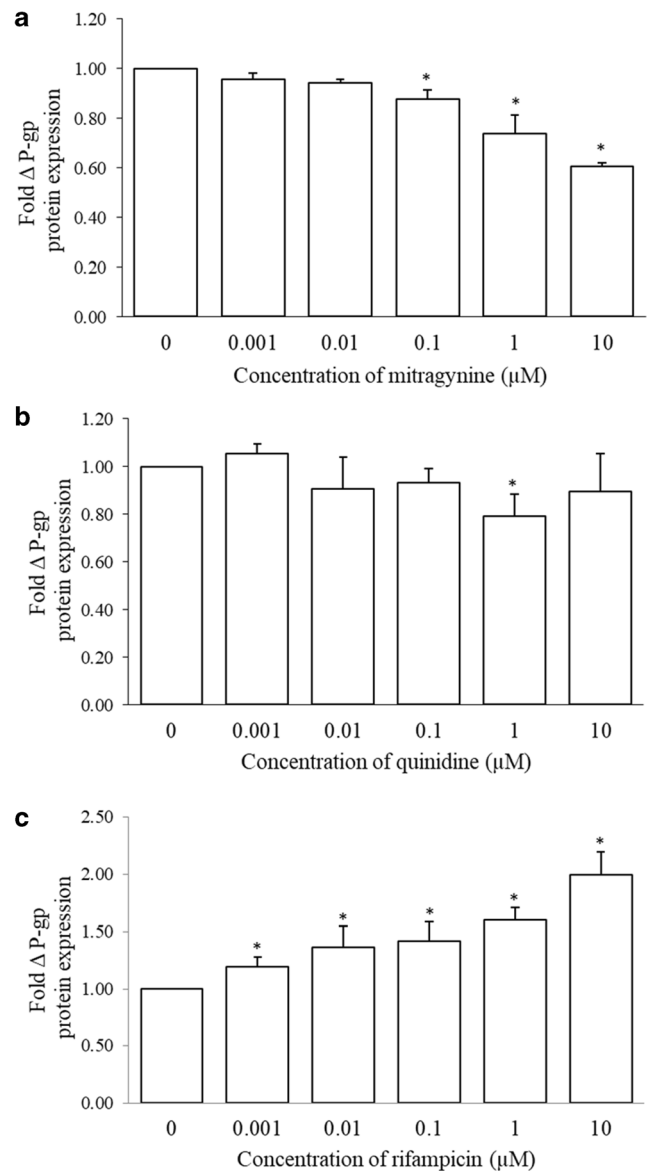 a
1.20
1.00
0.80
0.60
0.40
0.20
0.00
Fold Δ P-gp
protein expression
*
*
*
0 0.001 0.01 0.1 1 10
Concentration of mitragynine (µM)
b
1.20
1.00
0.80
0.60
0.40
0.20
0.00
Fold Δ P-gp
protein expression
*
0 0.001 0.01 0.1 1 10
Concentration of quinidine (µM)
c
2.50
2.00
1.50
1.00
0.50
0.00
Fold Δ P-gp
protein expression
*
*
*
*
*
0 0.001 0.01 0.1 1 10
Concentration of rifampicin (µM)